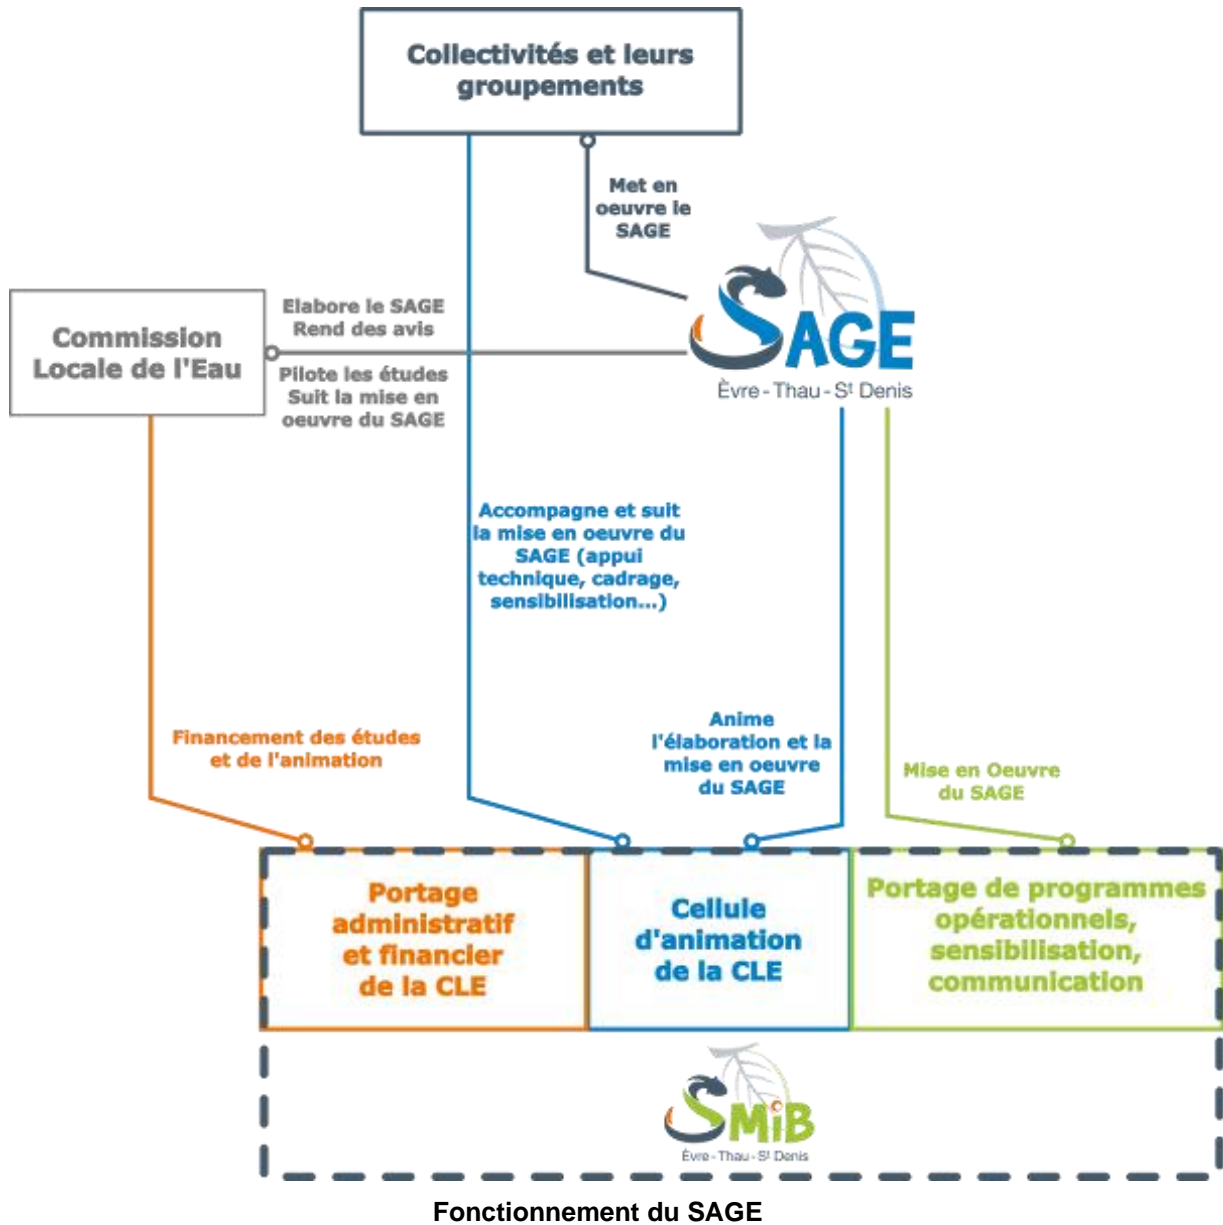 Collectivités et leurs
groupements
Met en
oeuvre le
SAGE
SAGE
Èvre - Thau - Sᵗ Denis
Commission
Locale de l'Eau
Elabore le SAGE
Rend des avis
Pilote les études
Suit la mise en
oeuvre du SAGE
Accompagne et suit
la mise en oeuvre du
SAGE (appui
technique, cadrage,
sensibilisation...)
Financement des études
et de l'animation
Anime
l'élaboration et la
mise en oeuvre
du SAGE
Mise en Oeuvre
du SAGE
Portage
administratif
et financier
de la CLE
Cellule
d'animation
de la CLE
Portage de programmes
opérationnels,
sensibilisation,
communication
SMiB
Èvre - Thau - Sᵗ Denis
Fonctionnement du SAGE